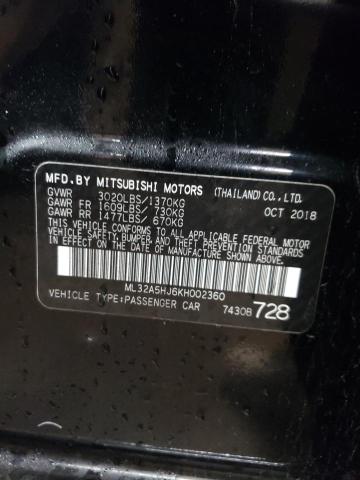 MFD.BY MITSUBISHI MOTORS (THAILAND) CO., LTD.
GVWR 3020LBS/1370KG OCT 2018
GAWR FR 1609LBS/ 730KG
GAWR RR 1477LBS/ 670KG
THIS VEHICLE CONFORMS TO ALL APPLICABLE FEDERAL MOTOR
VEHICLE SAFETY, BUMPER AND THEFT PREVENTION STANDARDS
IN EFFECT ON THE DATE OF MANUFACTURE SHOWN ABOVE.
ML32A5HJ6KH002360
VEHICLE TYPE:PASSENGER CAR 7430B 728